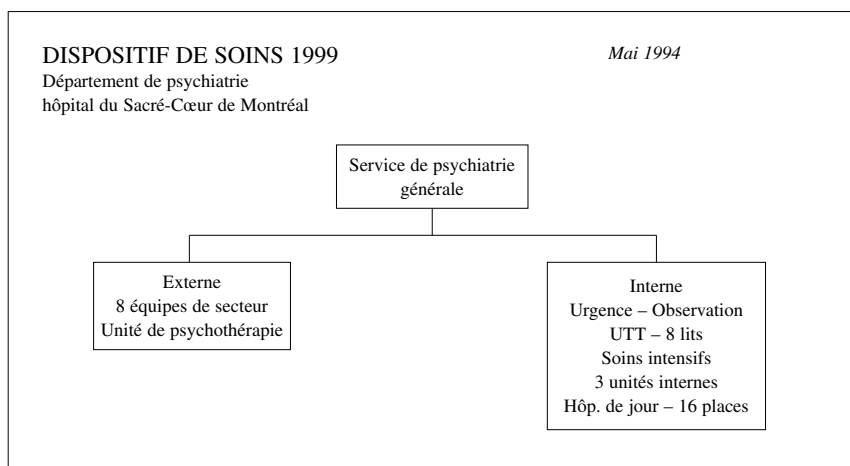 DISPOSITIF DE SOINS 1999
Mai 1994
Département de psychiatrie
hôpital du Sacré-Cœur de Montréal
Service de psychiatrie
générale
Externe
8 équipes de secteur
Unité de psychothérapie
Interne
Urgence – Observation
UTT – 8 lits
Soins intensifs
3 unités internes
Hôp. de jour – 16 places